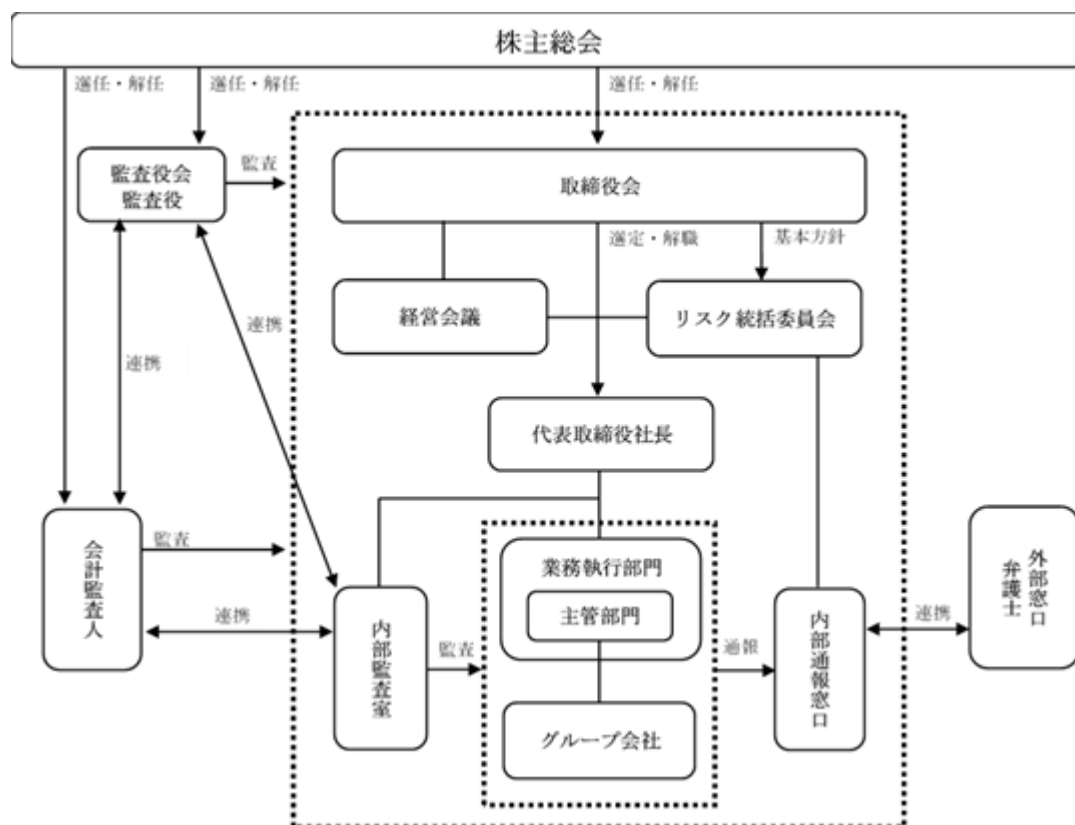 株主総会
選任・解任
選任・解任
選任・解任
監査役会
監査役
監査
取締役会
選定・解職
基本方針
経営会議
リスク統括委員会
連携
連携
代表取締役社長
会計監査人
監査
業務執行部門
主管部門
外部窓口
弁護士
連携
内部監査室
監査
通報
内部通報窓口
連携
グループ会社